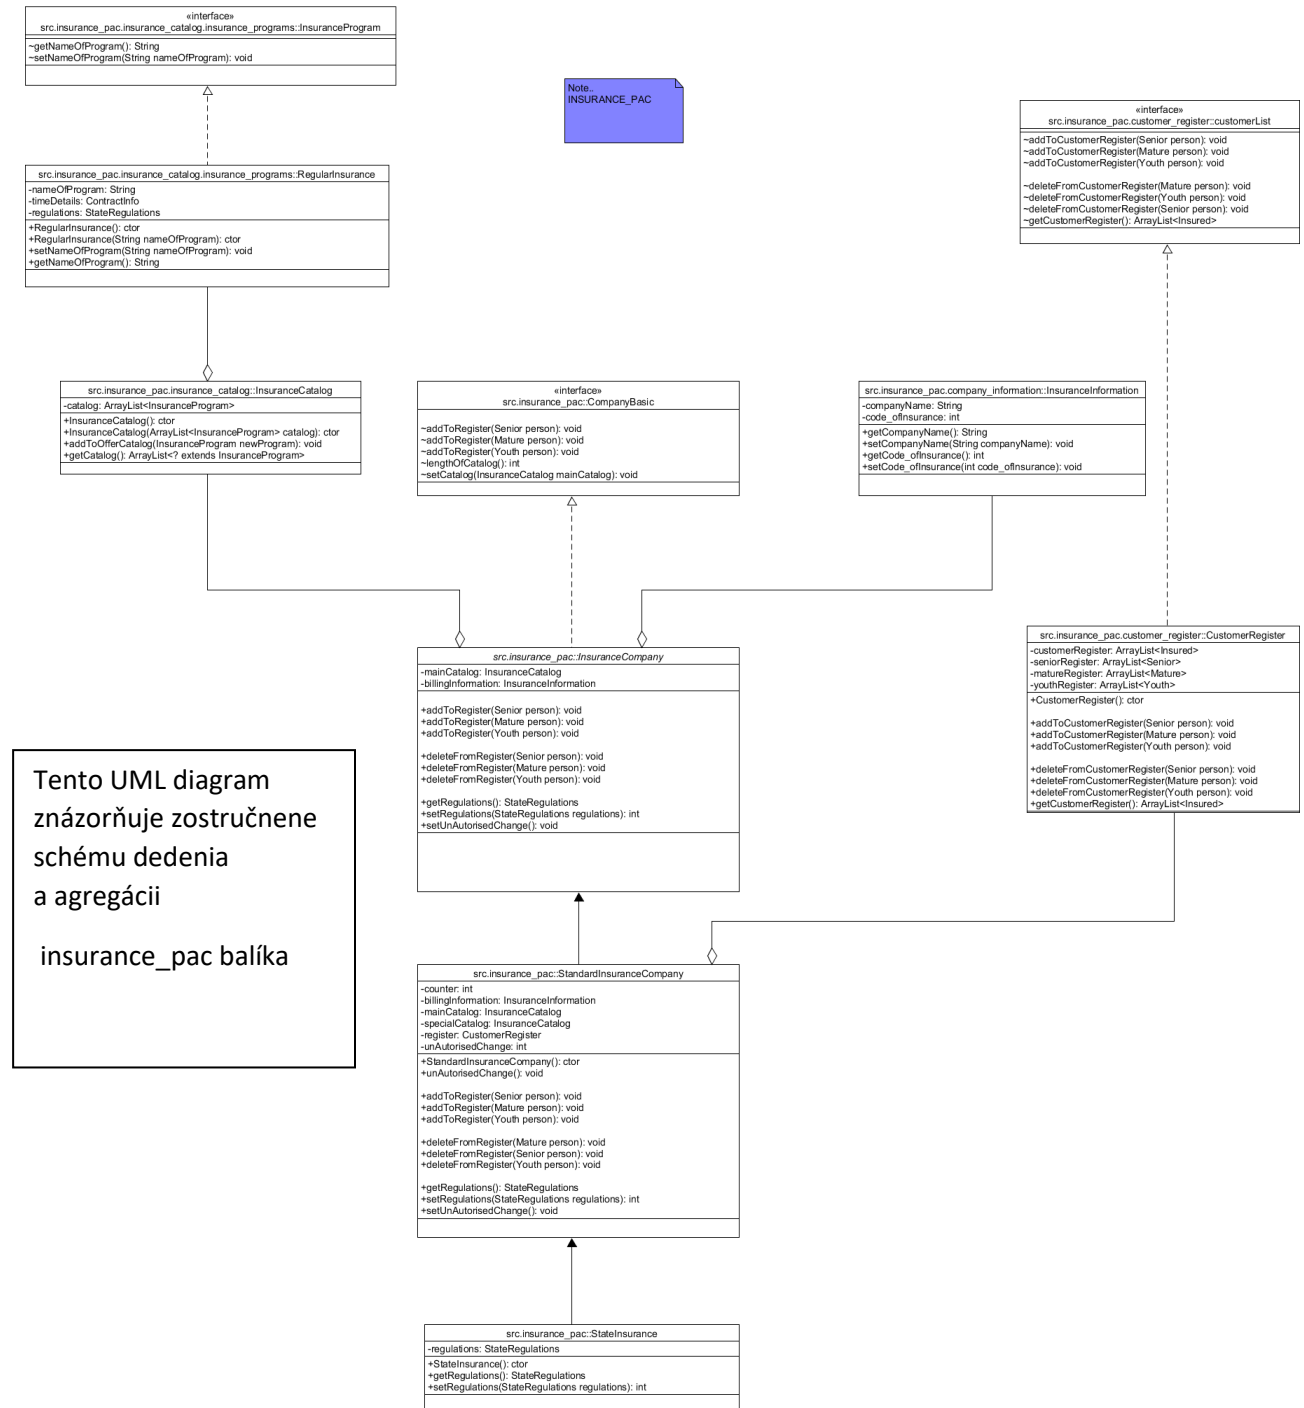 «interface»
src.insurance_pac.insurance_catalog.insurance_programs::InsuranceProgram
~getNameOfProgram(): String
~setNameOfProgram(String nameOfProgram): void
Note..
INSURANCE_PAC
«interface»
src.insurance_pac.customer_register::customerList
~addToCustomerRegister(Senior person): void
~addToCustomerRegister(Mature person): void
~addToCustomerRegister(Youth person): void
~deleteFromCustomerRegister(Mature person): void
~deleteFromCustomerRegister(Youth person): void
~deleteFromCustomerRegister(Senior person): void
~getCustomerRegister(): ArrayList<Insured>
src.insurance_pac.insurance_catalog.insurance_programs::RegularInsurance
-nameOfProgram: String
-timeDetails: ContractInfo
-regulations: StateRegulations
+RegularInsurance(): ctor
+RegularInsurance(String nameOfProgram): ctor
+setNameOfProgram(String nameOfProgram): void
+getNameOfProgram(): String
src.insurance_pac.insurance_catalog::InsuranceCatalog
-catalog: ArrayList<InsuranceProgram>
+InsuranceCatalog(): ctor
+InsuranceCatalog(ArrayList<InsuranceProgram> catalog): ctor
+addToOfferCatalog(InsuranceProgram newProgram): void
+getCatalog(): ArrayList<? extends InsuranceProgram>
«interface»
src.insurance_pac::CompanyBasic
~addToRegister(Senior person): void
~addToRegister(Mature person): void
~addToRegister(Youth person): void
~lengthOfCatalog(): int
~setCatalog(InsuranceCatalog mainCatalog): void
src.insurance_pac.company_information::InsuranceInformation
-companyName: String
-code_ofInsurance: int
+getCompanyName(): String
+setCompanyName(String companyName): void
+getCode_ofInsurance(): int
+setCode_ofInsurance(int code_ofInsurance): void
src.insurance_pac::InsuranceCompany
-mainCatalog: InsuranceCatalog
-billingInformation: InsuranceInformation
+addToRegister(Senior person): void
+addToRegister(Mature person): void
+addToRegister(Youth person): void
+deleteFromRegister(Senior person): void
+deleteFromRegister(Mature person): void
+deleteFromRegister(Youth person): void
+getRegulations(): StateRegulations
+setRegulations(StateRegulations regulations): int
+setUnAutorisedChange(): void
src.insurance_pac.customer_register::CustomerRegister
-customerRegister: ArrayList<Insured>
-seniorRegister: ArrayList<Senior>
-matureRegister: ArrayList<Mature>
-youthRegister: ArrayList<Youth>
+CustomerRegister(): ctor
+addToCustomerRegister(Senior person): void
+addToCustomerRegister(Mature person): void
+addToCustomerRegister(Youth person): void
+deleteFromCustomerRegister(Senior person): void
+deleteFromCustomerRegister(Mature person): void
+deleteFromCustomerRegister(Youth person): void
+getCustomerRegister(): ArrayList<Insured>
Tento UML diagram
znázorňuje zostručnene
schému dedenia
a agregácii
insurance_pac balíka
src.insurance_pac::StandardInsuranceCompany
-counter: int
-billingInformation: InsuranceInformation
-mainCatalog: InsuranceCatalog
-specialCatalog: InsuranceCatalog
-register: CustomerRegister
-unAutorisedChange: int
+StandardInsuranceCompany(): ctor
+unAutorisedChange(): void
+addToRegister(Senior person): void
+addToRegister(Mature person): void
+addToRegister(Youth person): void
+deleteFromRegister(Mature person): void
+deleteFromRegister(Senior person): void
+deleteFromRegister(Youth person): void
+getRegulations(): StateRegulations
+setRegulations(StateRegulations regulations): int
+setUnAutorisedChange(): void
src.insurance_pac::StateInsurance
-regulations: StateRegulations
+StateInsurance(): ctor
+getRegulations(): StateRegulations
+setRegulations(StateRegulations regulations): int